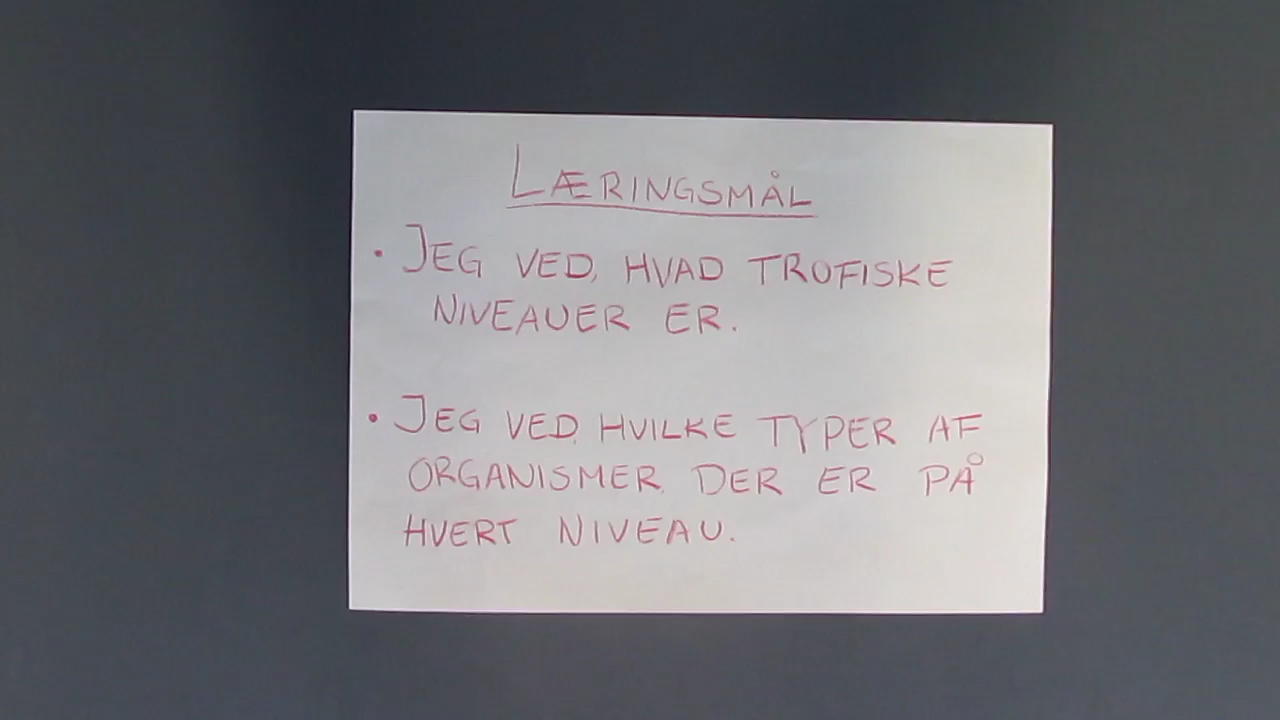 LÆRINGSMÅL
• JEG VED, HVAD TROFISKE
NIVEAUER ER.
• JEG VED, HVILKE TYPER AF
ORGANISMER, DER ER PÅ
HVERT NIVEAU.